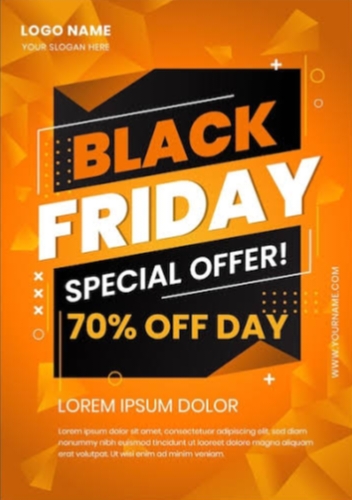 LOGO NAME
YOUR SLOGAN HERE
BLACK
FRIDAY
SPECIAL OFFER!
70% OFF DAY
WWW.YOURNAME.COM
LOREM IPSUM DOLOR
Lorem ipsum dolor sit amet, consectetuer adipiscing elit, sed diam
nonummy nibh euismod tincidunt ut laoreet dolore magna
aliquam erat volutpat. Ut wisi enim ad minim veniam, quis